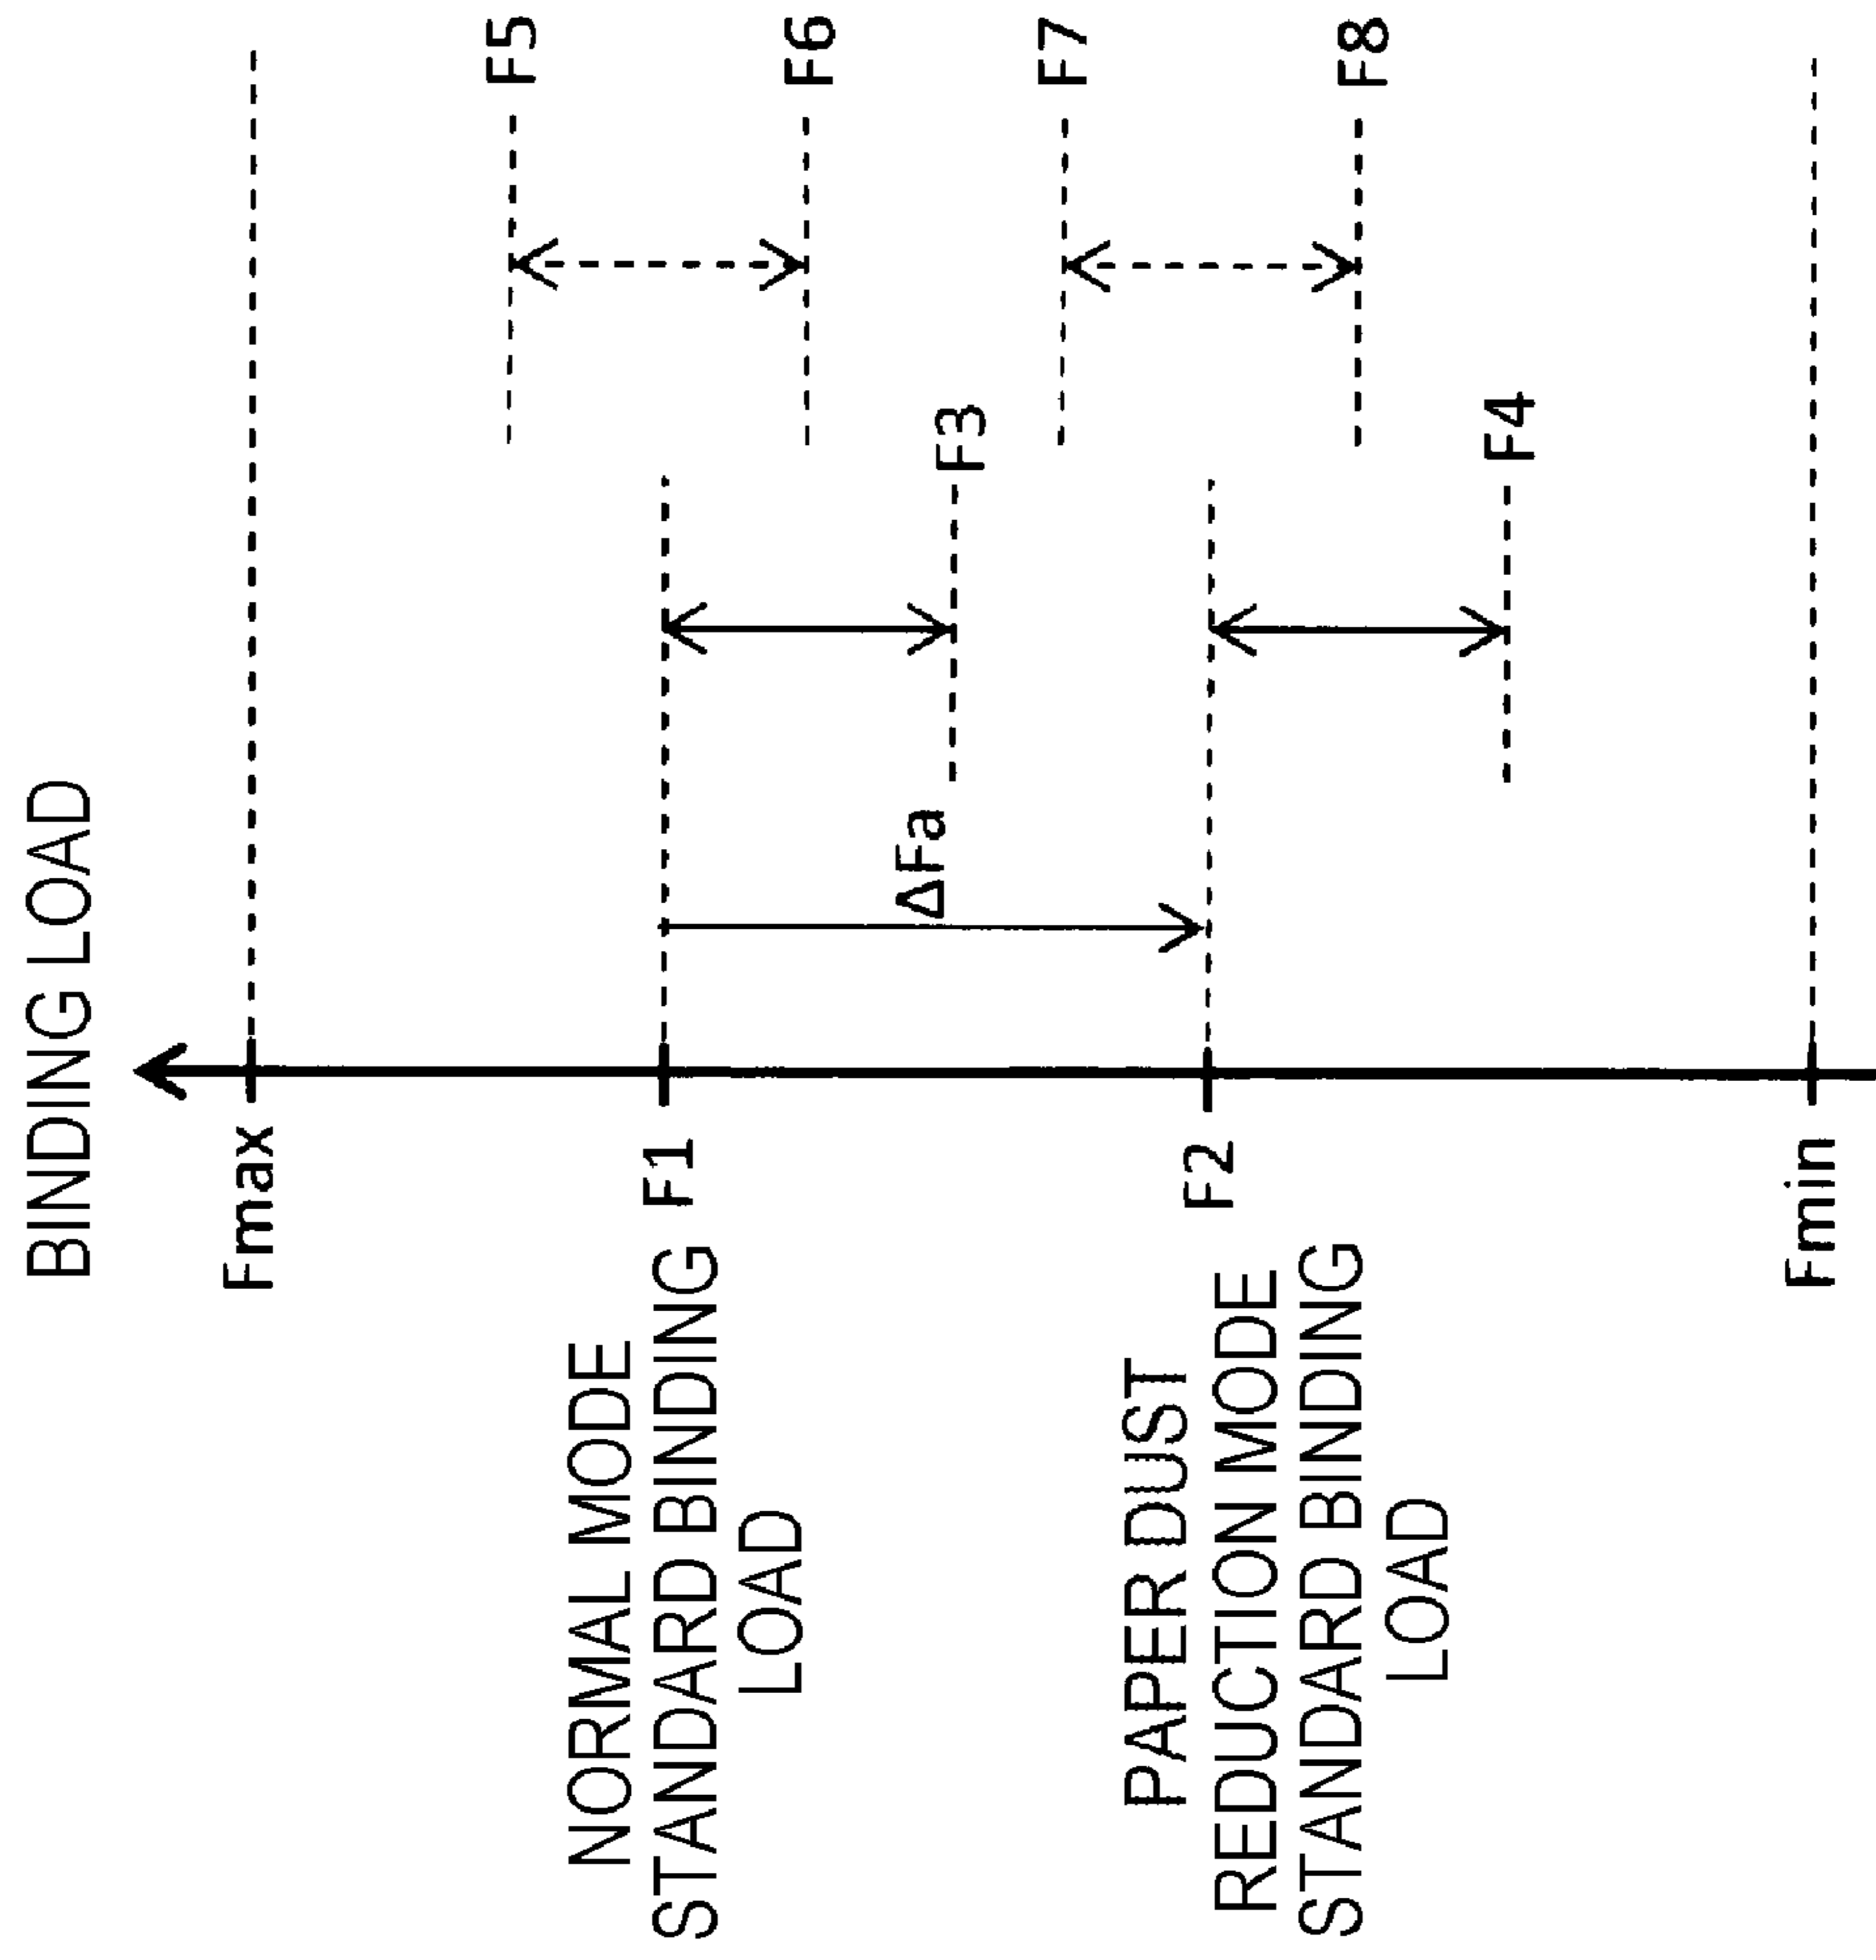 BINDING LOAD
Fmax
F5
NORMAL MODE
STANDARD BINDING
LOAD
F1
F6
ΔFa
F3
F7
PAPER DUST
REDUCTION MODE
STANDARD BINDING
LOAD
F2
F8
F4
Fmin